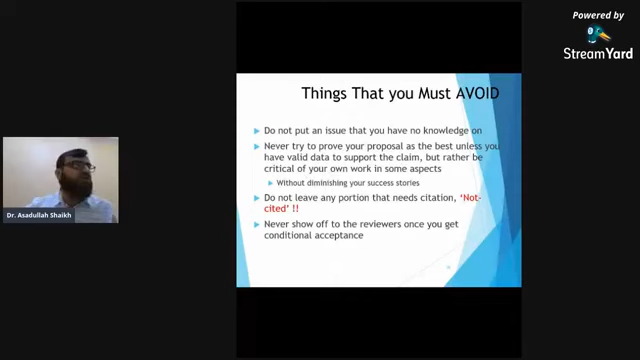 Powered by
StreamYard
Things That you Must AVOID
Do not put an issue that you have no knowledge on
Never try to prove your proposal as the best unless you
have valid data to support the claim, but rather be
critical of your own work in some aspects
Without diminishing your success stories
Do not leave any portion that needs citation, ‘Not-
cited’ !!
Never show off to the reviewers once you get
conditional acceptance
Dr. Asadullah Shaikh